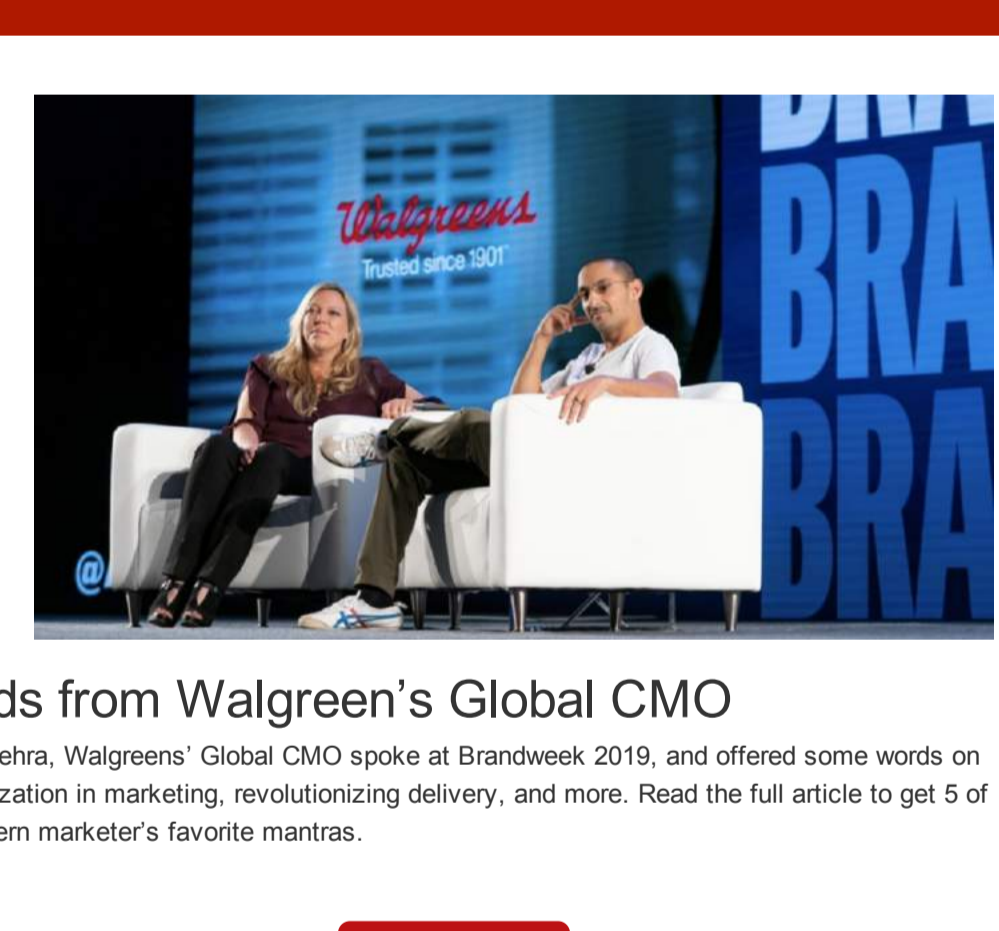 BRA
Walgreens
Trusted since 1901™
BRA
BRA
@
ds from Walgreen’s Global CMO
ehra, Walgreens’ Global CMO spoke at Brandweek 2019, and offered some words on
zation in marketing, revolutionizing delivery, and more. Read the full article to get 5 of
ern marketer’s favorite mantras.